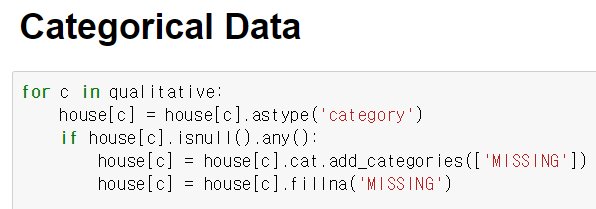 Categorical Data
for c in qualitative:
    house[c] = house[c].astype('category')
    if house[c].isnull().any():
        house[c] = house[c].cat.add_categories(['MISSING'])
        house[c] = house[c].fillna('MISSING')